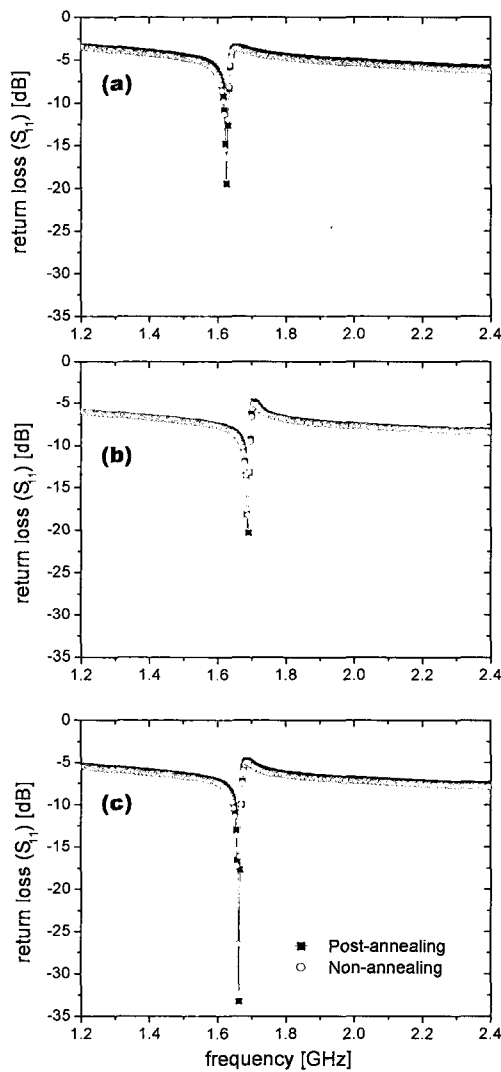 0
-5
-10
-15
-20
-25
-30
-35
return loss (S₁₁) [dB]
(a)
1.2 1.4 1.6 1.8 2.0 2.2 2.4
0
-5
-10
-15
-20
-25
-30
-35
return loss (S₁₁) [dB]
(b)
1.2 1.4 1.6 1.8 2.0 2.2 2.4
0
-5
-10
-15
-20
-25
-30
-35
return loss (S₁₁) [dB]
(c)
Post-annealing
Non-annealing
1.2 1.4 1.6 1.8 2.0 2.2 2.4
frequency [GHz]